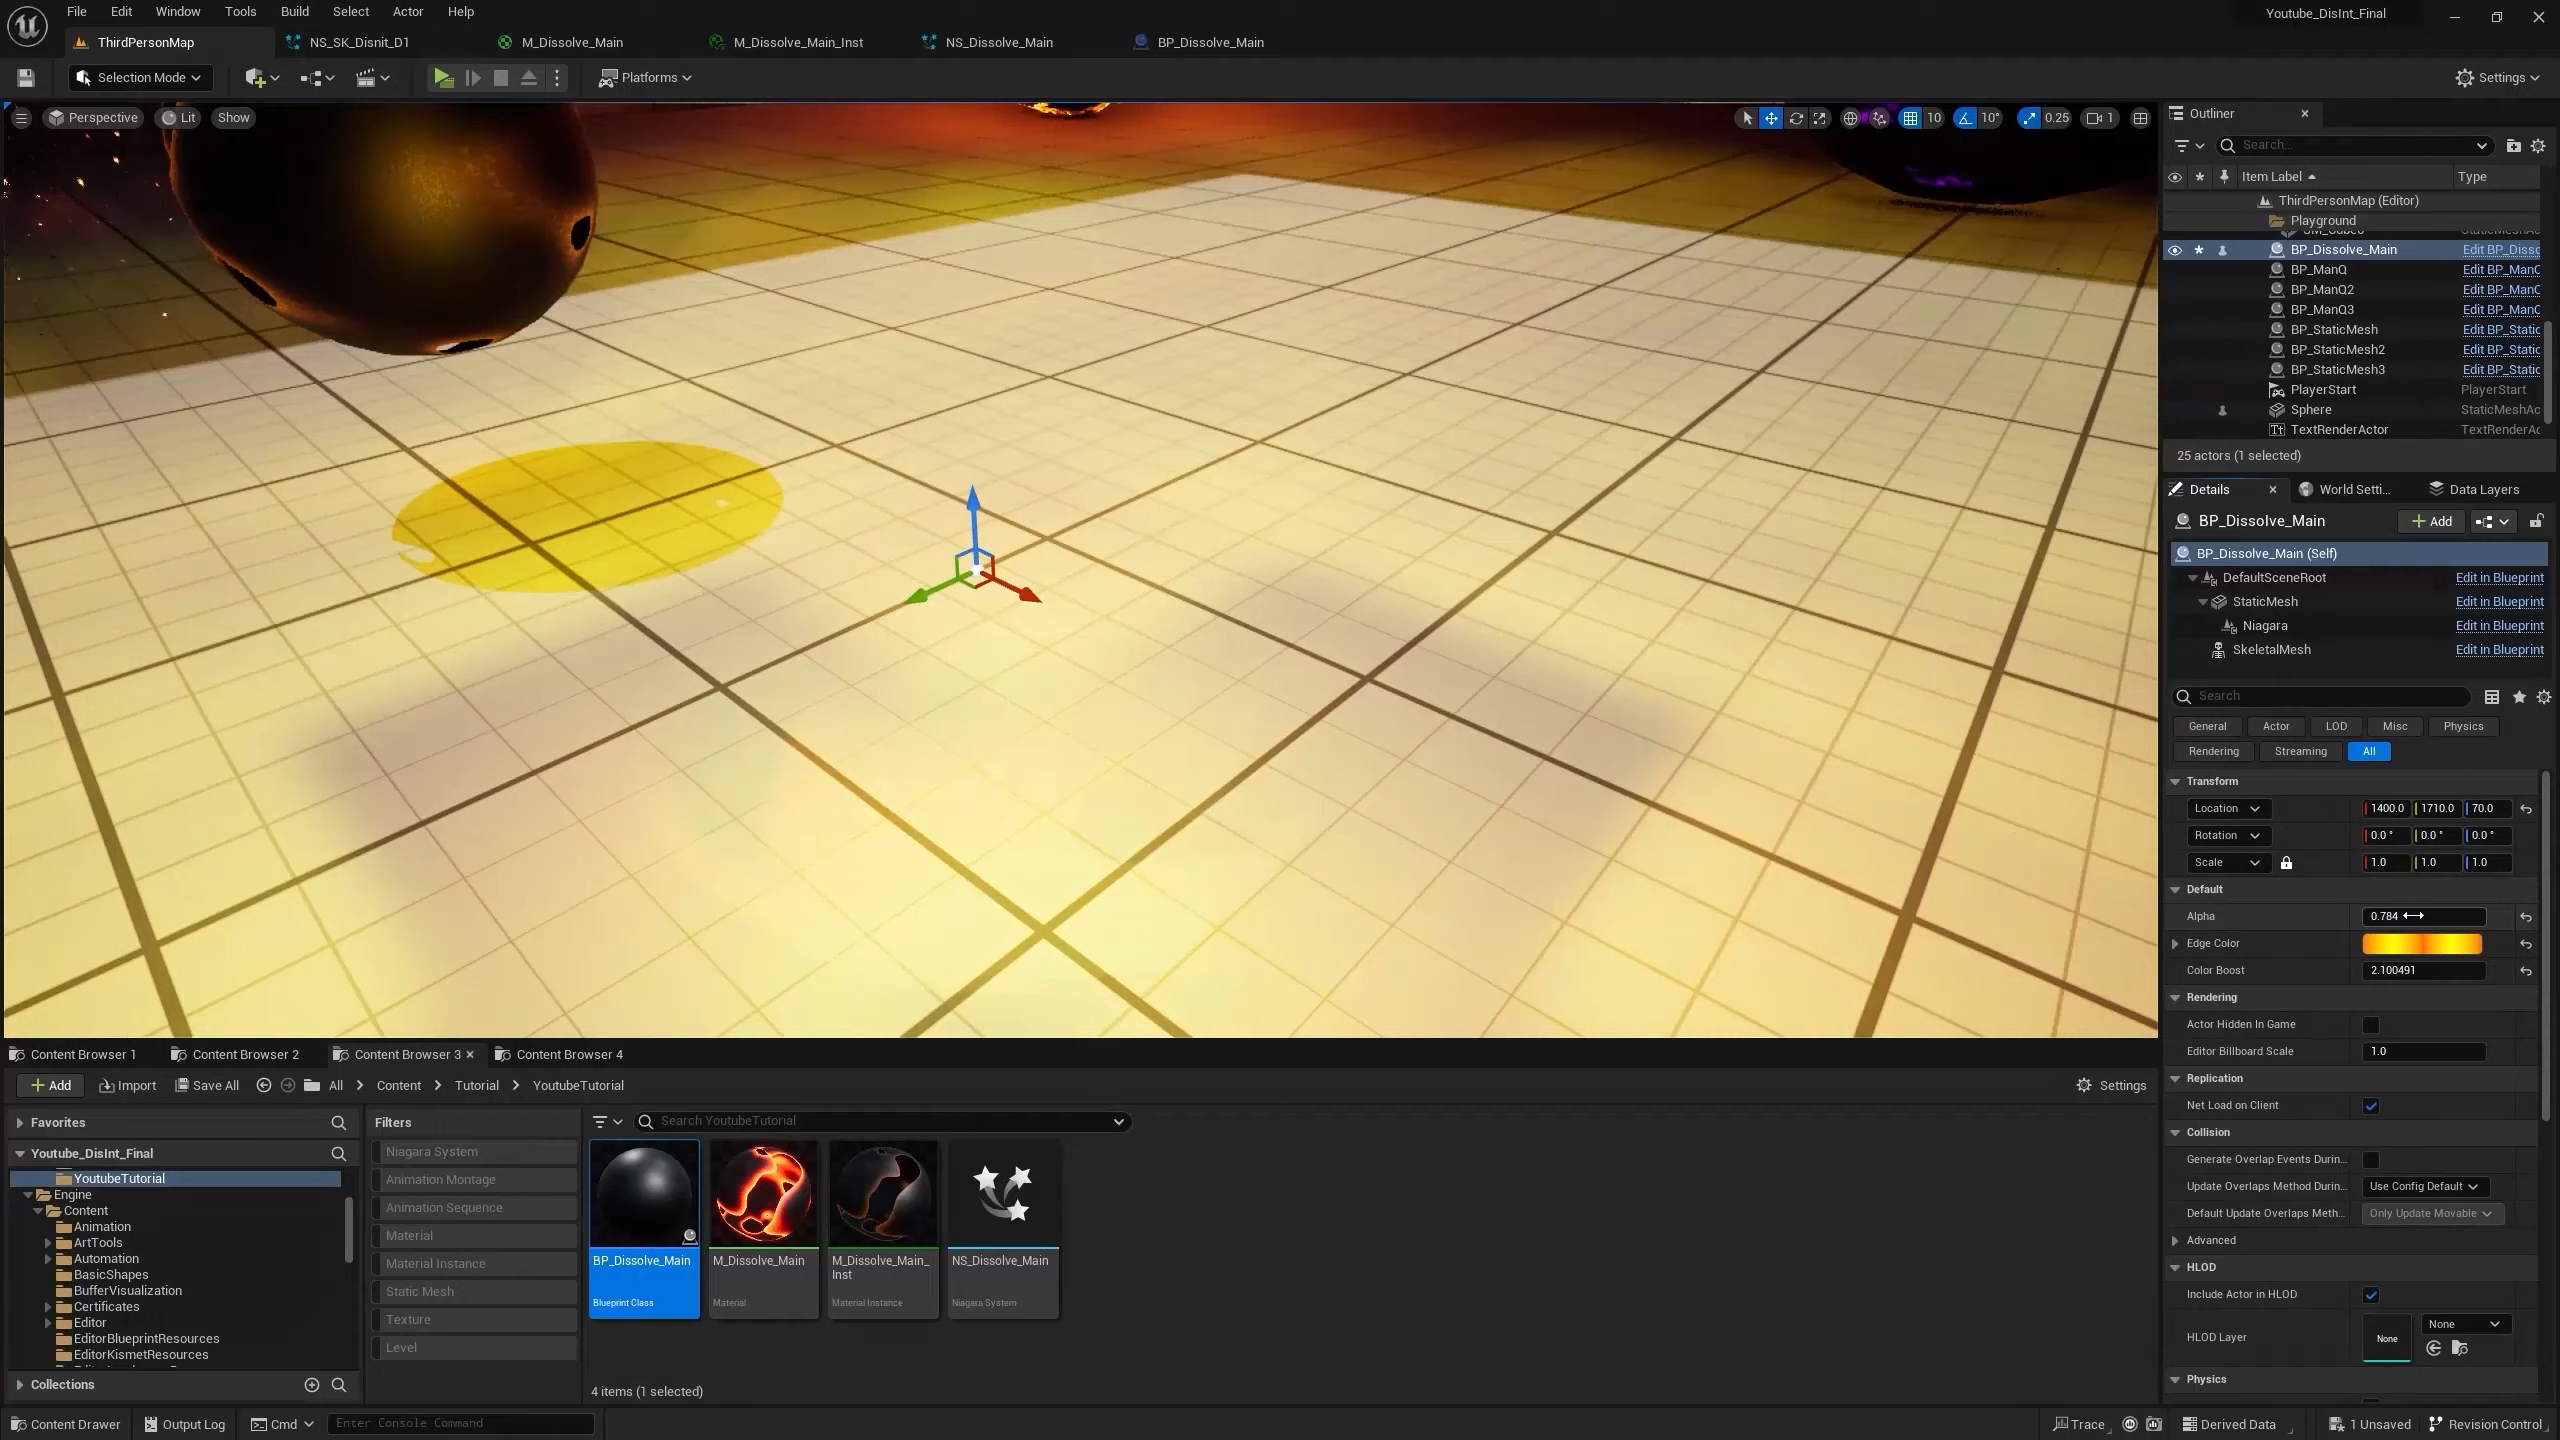 File Edit Window Tools Build Select Actor Help
Youtube_DisInt_Final
ThirdPersonMap NS_SK_Disnit_D1 M_Dissolve_Main M_Dissolve_Main_Inst NS_Dissolve_Main BP_Dissolve_Main
Selection Mode Platforms Settings
Perspective Lit Show 10 10° 0.25 1
Outliner
Search...
Item Label Type
ThirdPersonMap (Editor)
Playground
BP_Dissolve_Main Edit BP_Disso
BP_ManQ Edit BP_ManQ
BP_ManQ2 Edit BP_ManQ
BP_ManQ3 Edit BP_ManQ
BP_StaticMesh Edit BP_Static
BP_StaticMesh2 Edit BP_Static
BP_StaticMesh3 Edit BP_Static
PlayerStart PlayerStart
Sphere StaticMeshAc
TextRenderActor TextRenderAc
25 actors (1 selected)
Details World Setti... Data Layers
BP_Dissolve_Main Add
BP_Dissolve_Main (Self)
DefaultSceneRoot Edit in Blueprint
StaticMesh Edit in Blueprint
Niagara Edit in Blueprint
SkeletalMesh Edit in Blueprint
Search
General Actor LOD Misc Physics
Rendering Streaming All
Transform
Location 1400.0 1710.0 70.0
Rotation 0.0 ° 0.0 ° 0.0 °
Scale 1.0 1.0 1.0
Default
Alpha 0.784
Edge Color
Color Boost 2.100491
Rendering
Actor Hidden In Game
Editor Billboard Scale 1.0
Replication
Net Load on Client
Collision
Generate Overlap Events Durin...
Update Overlaps Method Durin... Use Config Default
Default Update Overlaps Meth... Only Update Movable
Advanced
HLOD
Include Actor in HLOD
HLOD Layer None None
Physics
Content Browser 1 Content Browser 2 Content Browser 3 Content Browser 4
Add Import Save All All Content Tutorial YoutubeTutorial Settings
Favorites
Youtube_DisInt_Final
YoutubeTutorial
Engine
Content
Animation
ArtTools
Automation
BasicShapes
BufferVisualization
Certificates
Editor
EditorBlueprintResources
EditorKismetResources
Collections
Filters
Niagara System
Animation Montage
Animation Sequence
Material
Material Instance
Static Mesh
Texture
Level
Search YoutubeTutorial
BP_Dissolve_Main
Blueprint Class
M_Dissolve_Main
Material
M_Dissolve_Main_
Inst
Material Instance
NS_Dissolve_Main
Niagara System
4 items (1 selected)
Content Drawer Output Log Cmd Enter Console Command Trace Derived Data 1 Unsaved Revision Control